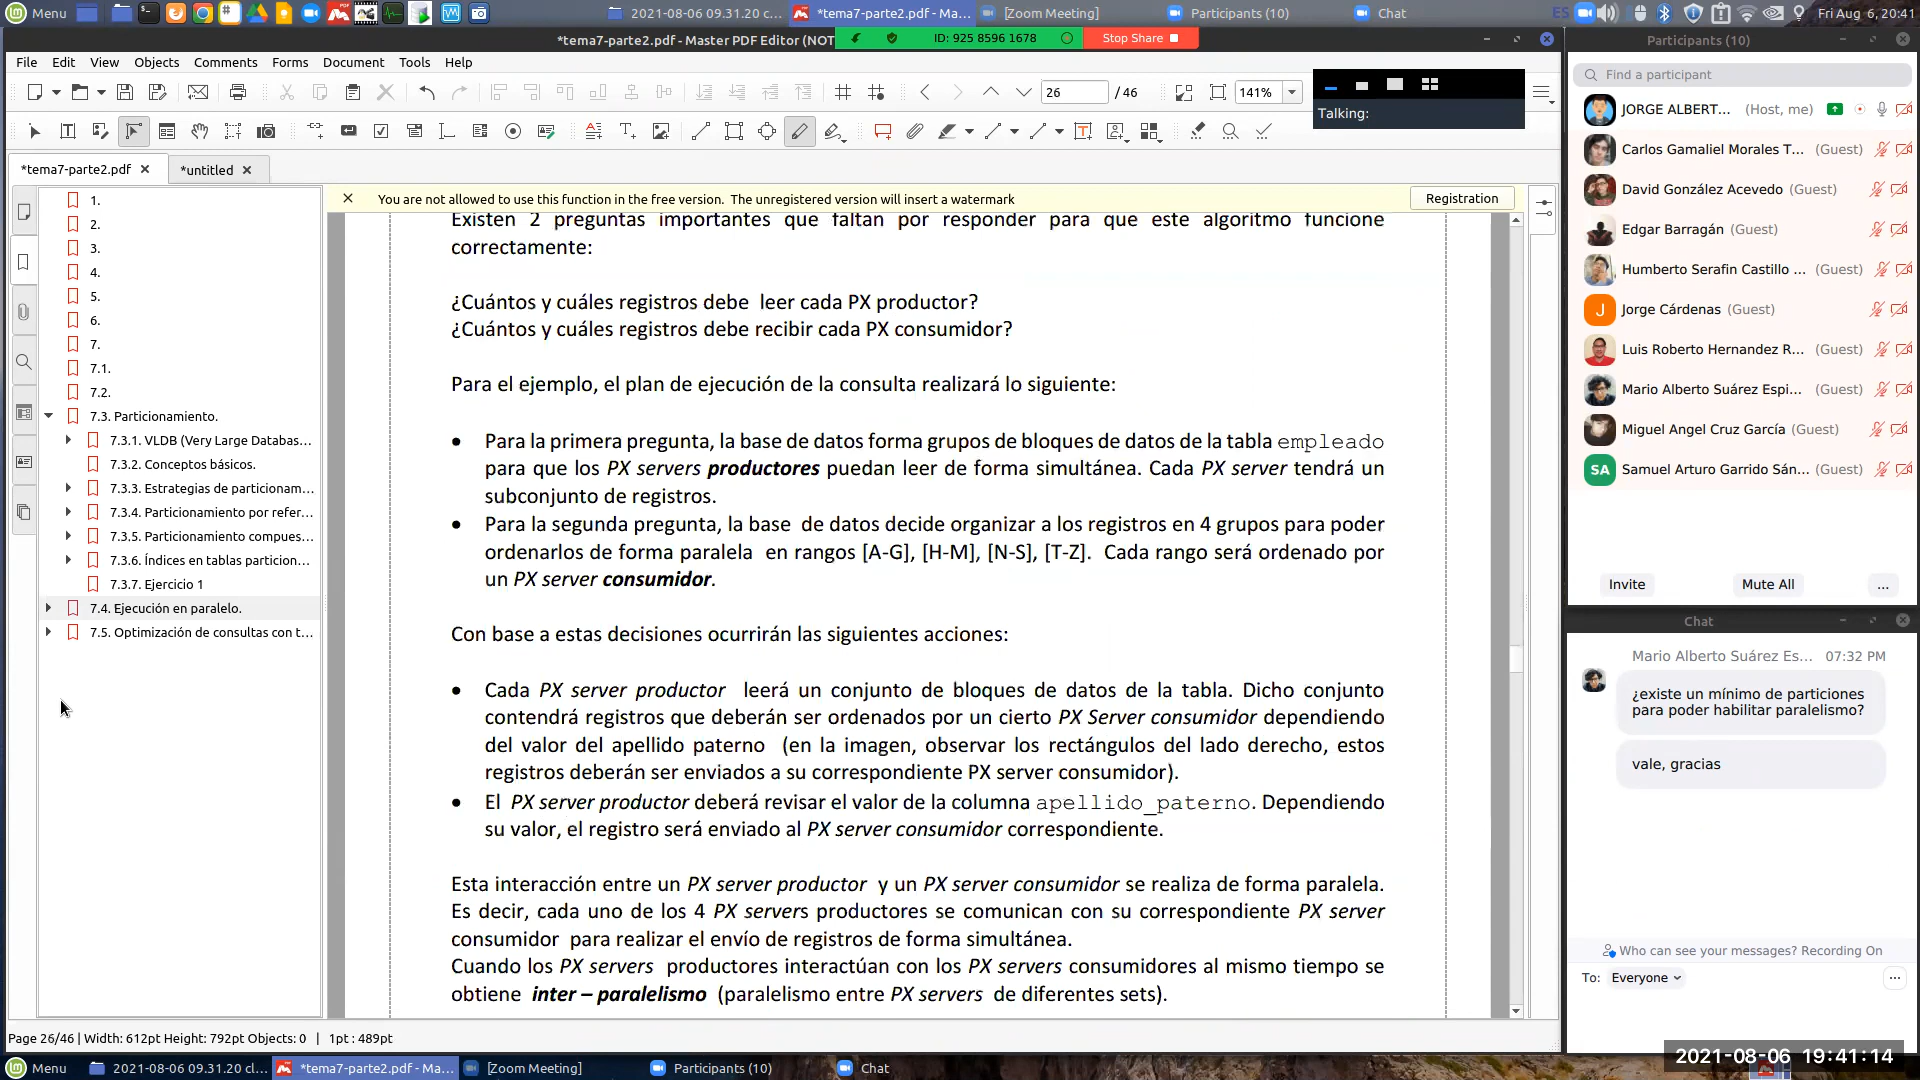 Menu
2021-08-06 09.31.20 c...
*tema7-parte2.pdf - Ma...
[Zoom Meeting]
Participants (10)
Chat
ES
Fri Aug 6, 20:41
*tema7-parte2.pdf - Master PDF Editor (NOT
ID: 925 8596 1678
Stop Share
File Edit View Objects Comments Forms Document Tools Help
26 / 46
141%
Talking:
*tema7-parte2.pdf
*untitled
You are not allowed to use this function in the free version. The unregistered version will insert a watermark
Registration
1.
2.
3.
4.
5.
6.
7.
7.1.
7.2.
7.3. Particionamiento.
7.3.1. VLDB (Very Large Databas...
7.3.2. Conceptos básicos.
7.3.3. Estrategias de particionam...
7.3.4. Particionamiento por refer...
7.3.5. Particionamiento compues...
7.3.6. Índices en tablas particion...
7.3.7. Ejercicio 1
7.4. Ejecución en paralelo.
7.5. Optimización de consultas con t...
Existen 2 preguntas importantes que faltan por responder para que este algoritmo funcione
correctamente:
¿Cuántos y cuáles registros debe leer cada PX productor?
¿Cuántos y cuáles registros debe recibir cada PX consumidor?
Para el ejemplo, el plan de ejecución de la consulta realizará lo siguiente:
• Para la primera pregunta, la base de datos forma grupos de bloques de datos de la tabla empleado
para que los PX servers productores puedan leer de forma simultánea. Cada PX server tendrá un
subconjunto de registros.
• Para la segunda pregunta, la base de datos decide organizar a los registros en 4 grupos para poder
ordenarlos de forma paralela en rangos [A-G], [H-M], [N-S], [T-Z]. Cada rango será ordenado por
un PX server consumidor.
Con base a estas decisiones ocurrirán las siguientes acciones:
• Cada PX server productor leerá un conjunto de bloques de datos de la tabla. Dicho conjunto
contendrá registros que deberán ser ordenados por un cierto PX Server consumidor dependiendo
del valor del apellido paterno (en la imagen, observar los rectángulos del lado derecho, estos
registros deberán ser enviados a su correspondiente PX server consumidor).
• El PX server productor deberá revisar el valor de la columna apellido_paterno. Dependiendo
su valor, el registro será enviado al PX server consumidor correspondiente.
Esta interacción entre un PX server productor y un PX server consumidor se realiza de forma paralela.
Es decir, cada uno de los 4 PX servers productores se comunican con su correspondiente PX server
consumidor para realizar el envío de registros de forma simultánea.
Cuando los PX servers productores interactúan con los PX servers consumidores al mismo tiempo se
obtiene inter – paralelismo (paralelismo entre PX servers de diferentes sets).
Page 26/46 | Width: 612pt Height: 792pt Objects: 0 | 1pt : 489pt
Participants (10)
Find a participant
JORGE ALBERT... (Host, me)
Carlos Gamaliel Morales T... (Guest)
David González Acevedo (Guest)
Edgar Barragán (Guest)
Humberto Serafin Castillo ... (Guest)
J Jorge Cárdenas (Guest)
Luis Roberto Hernandez R... (Guest)
Mario Alberto Suárez Espi... (Guest)
Miguel Angel Cruz García (Guest)
SA Samuel Arturo Garrido Sán... (Guest)
Invite
Mute All
...
Chat
Mario Alberto Suárez Es... 07:32 PM
¿existe un mínimo de particiones
para poder habilitar paralelismo?
vale, gracias
Who can see your messages? Recording On
To: Everyone
...
Menu
2021-08-06 09.31.20 cl...
*tema7-parte2.pdf - Ma...
[Zoom Meeting]
Participants (10)
Chat
2021-08-06 19:41:14